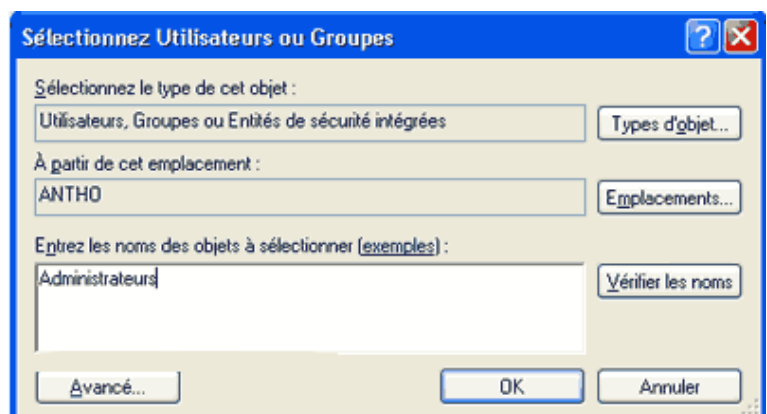 Sélectionnez Utilisateurs ou Groupes
Sélectionnez le type de cet objet :
Utilisateurs, Groupes ou Entités de sécurité intégrées
Types d'objet...
À partir de cet emplacement :
ANTHO
Emplacements...
Entrez les noms des objets à sélectionner (exemples) :
Administrateurs
Vérifier les noms
Avancé...
OK
Annuler